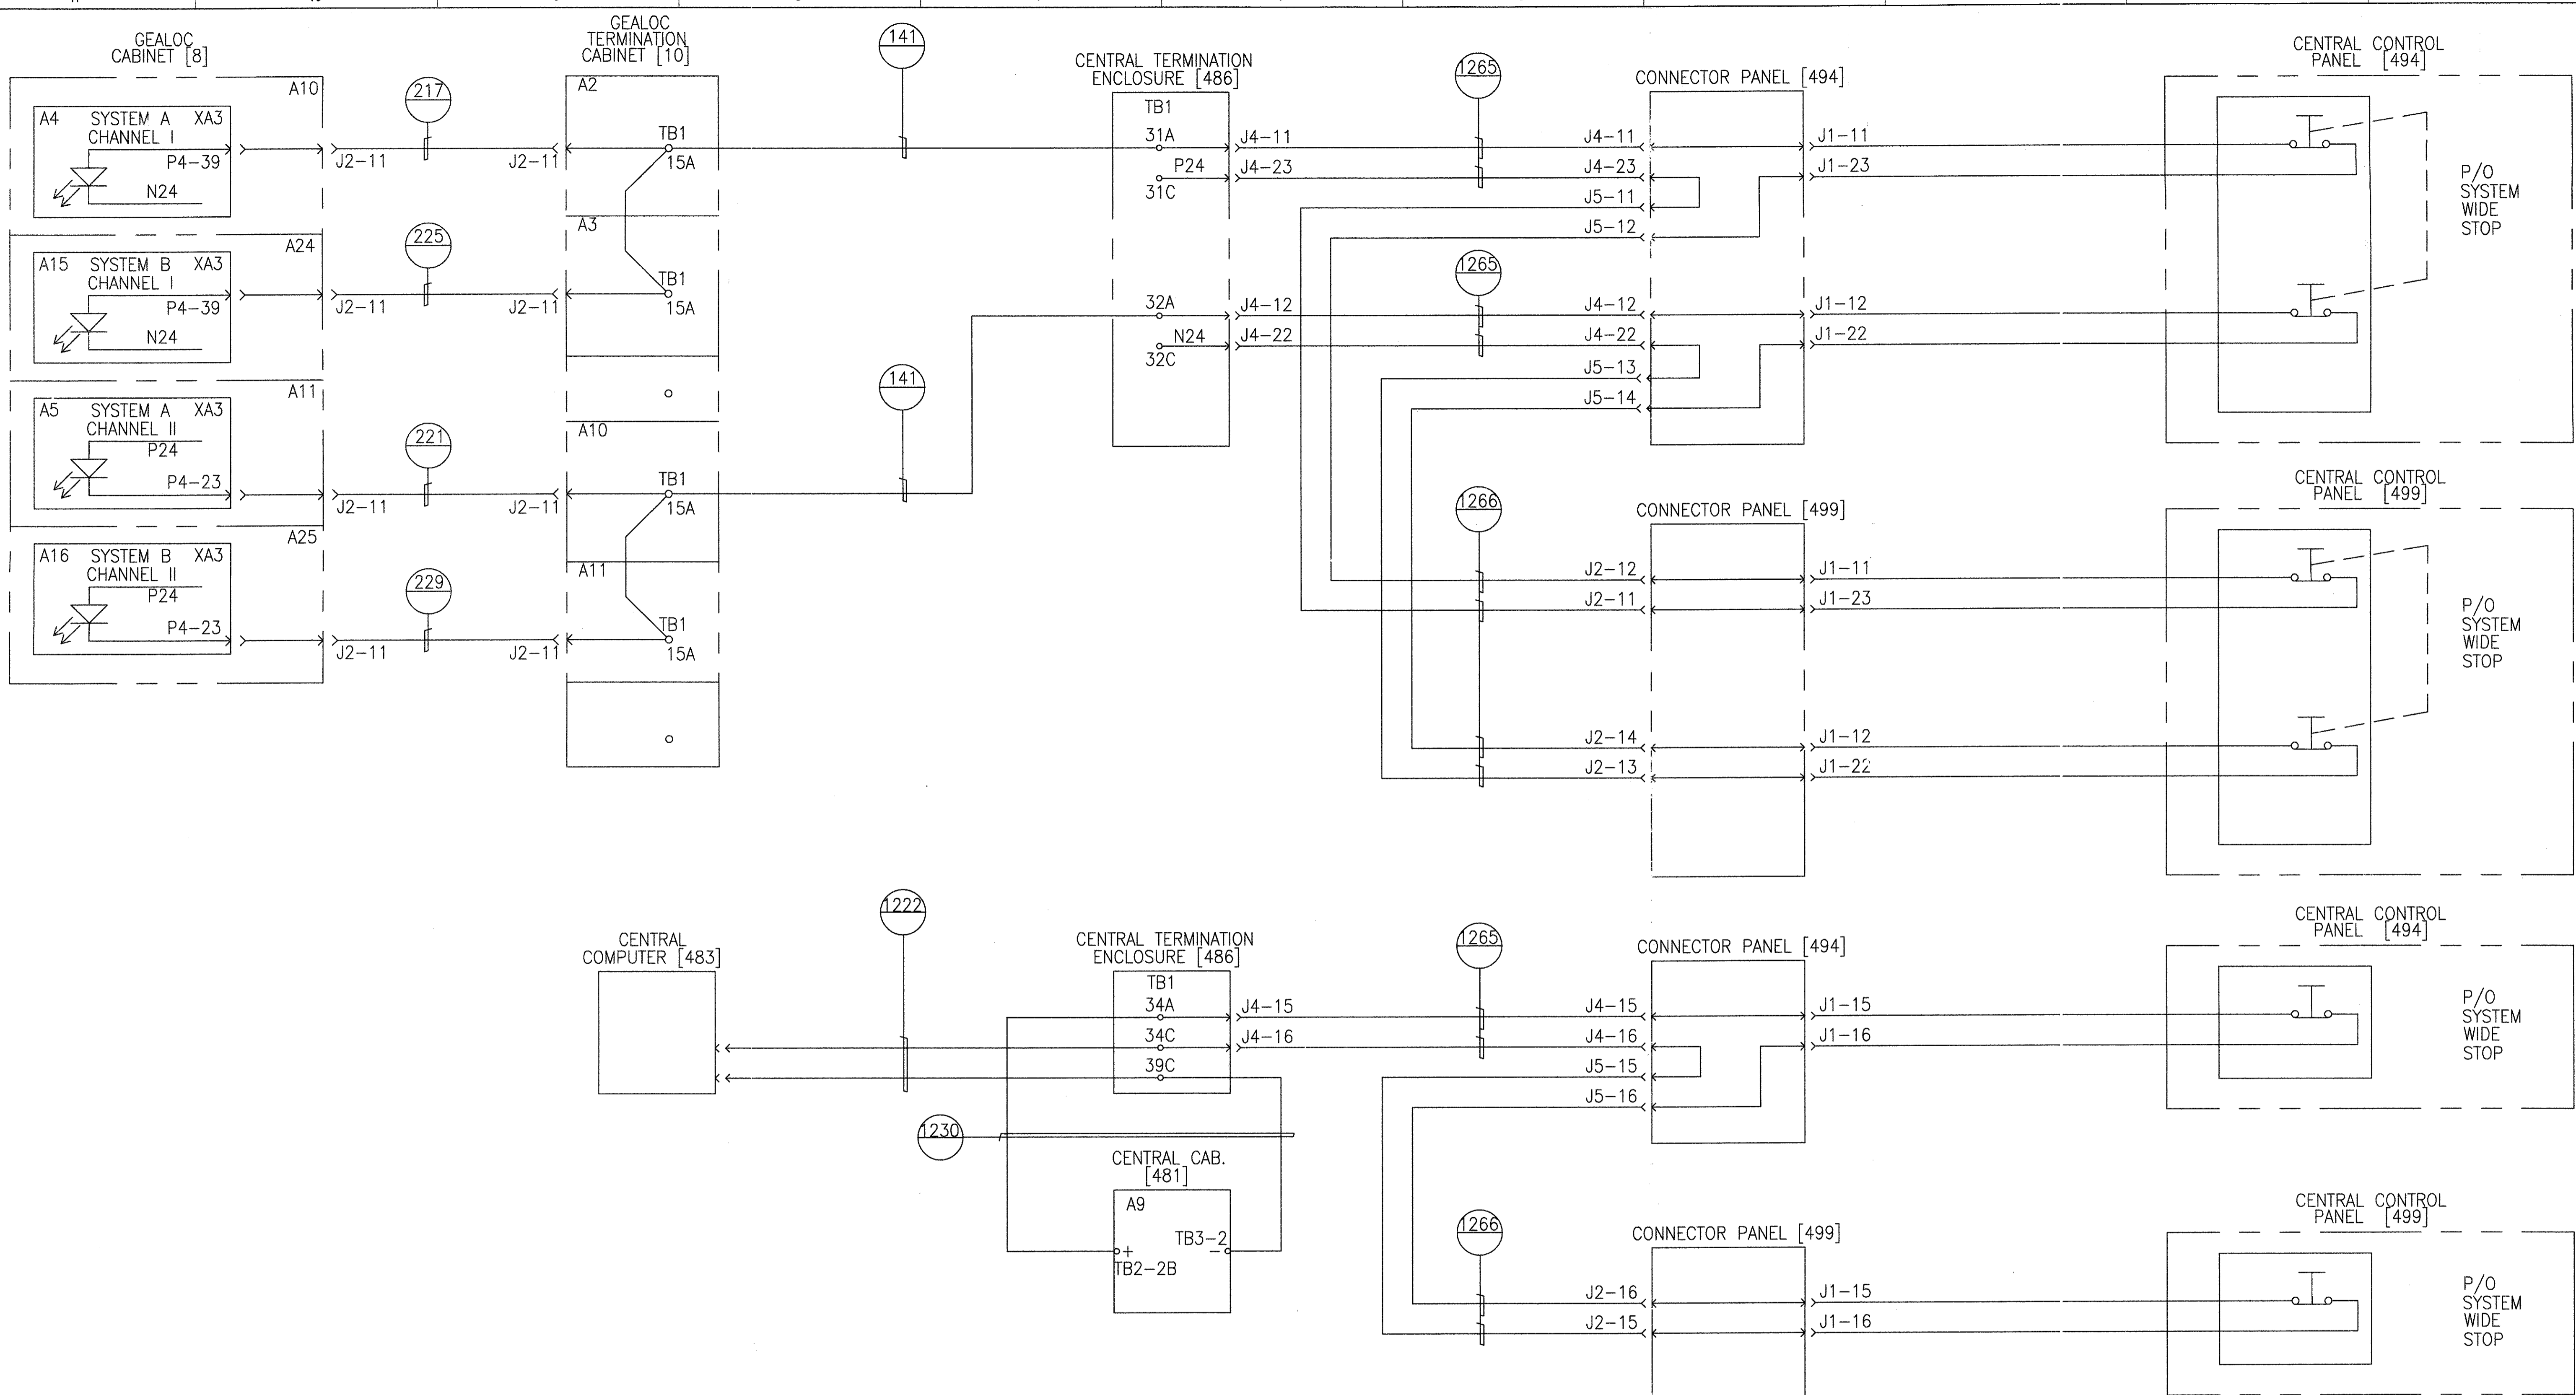 GEALOC
CABINET [8]
A10
A4 SYSTEM A XA3
CHANNEL I
P4-39
N24
A24
A15 SYSTEM B XA3
CHANNEL I
P4-39
N24
A11
A5 SYSTEM A XA3
CHANNEL II
P24
P4-23
A25
A16 SYSTEM B XA3
CHANNEL II
P24
P4-23
217
J2-11
J2-11
225
J2-11
J2-11
221
J2-11
J2-11
229
J2-11
J2-11
GEALOC
TERMINATION
CABINET [10]
A2
TB1
15A
A3
TB1
15A
A10
TB1
15A
A11
TB1
15A
141
141
CENTRAL TERMINATION
ENCLOSURE [486]
TB1
31A
P24
31C
32A
N24
32C
J4-11
J4-23
J4-12
J4-22
1265
1265
CONNECTOR PANEL [494]
J4-11
J4-23
J5-11
J5-12
J4-12
J4-22
J5-13
J5-14
J1-11
J1-23
J1-12
J1-22
CENTRAL CONTROL
PANEL [494]
P/O
SYSTEM
WIDE
STOP
1266
CONNECTOR PANEL [499]
J2-12
J2-11
J2-14
J2-13
J1-11
J1-23
J1-12
J1-22
CENTRAL CONTROL
PANEL [499]
P/O
SYSTEM
WIDE
STOP
CENTRAL
COMPUTER [483]
1222
CENTRAL TERMINATION
ENCLOSURE [486]
TB1
34A
34C
39C
J4-15
J4-16
1230
CENTRAL CAB.
[481]
A9
TB3-2
+
-
TB2-2B
1265
CONNECTOR PANEL [494]
J4-15
J4-16
J5-15
J5-16
J1-15
J1-16
CENTRAL CONTROL
PANEL [494]
P/O
SYSTEM
WIDE
STOP
1266
CONNECTOR PANEL [499]
J2-16
J2-15
J1-15
J1-16
CENTRAL CONTROL
PANEL [499]
P/O
SYSTEM
WIDE
STOP